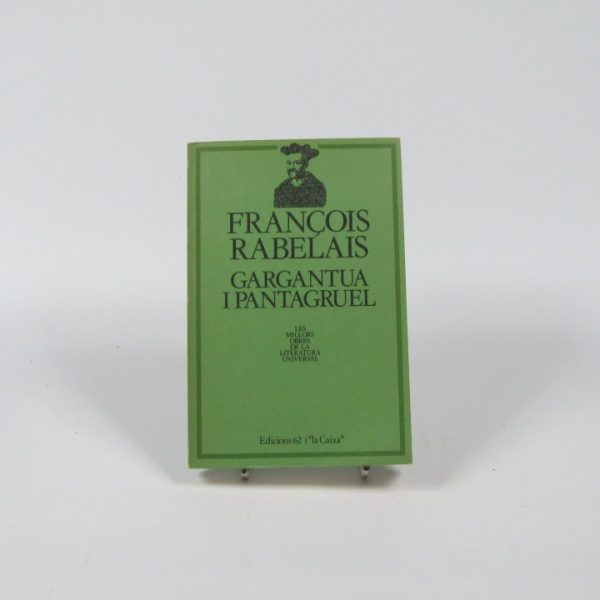 FRANÇOIS
RABELAIS
GARGANTUA
I PANTAGRUEL
LES
MILLORS
OBRES
DE LA
LITERATURA
UNIVERSAL
Edicions 62 i "la Caixa"